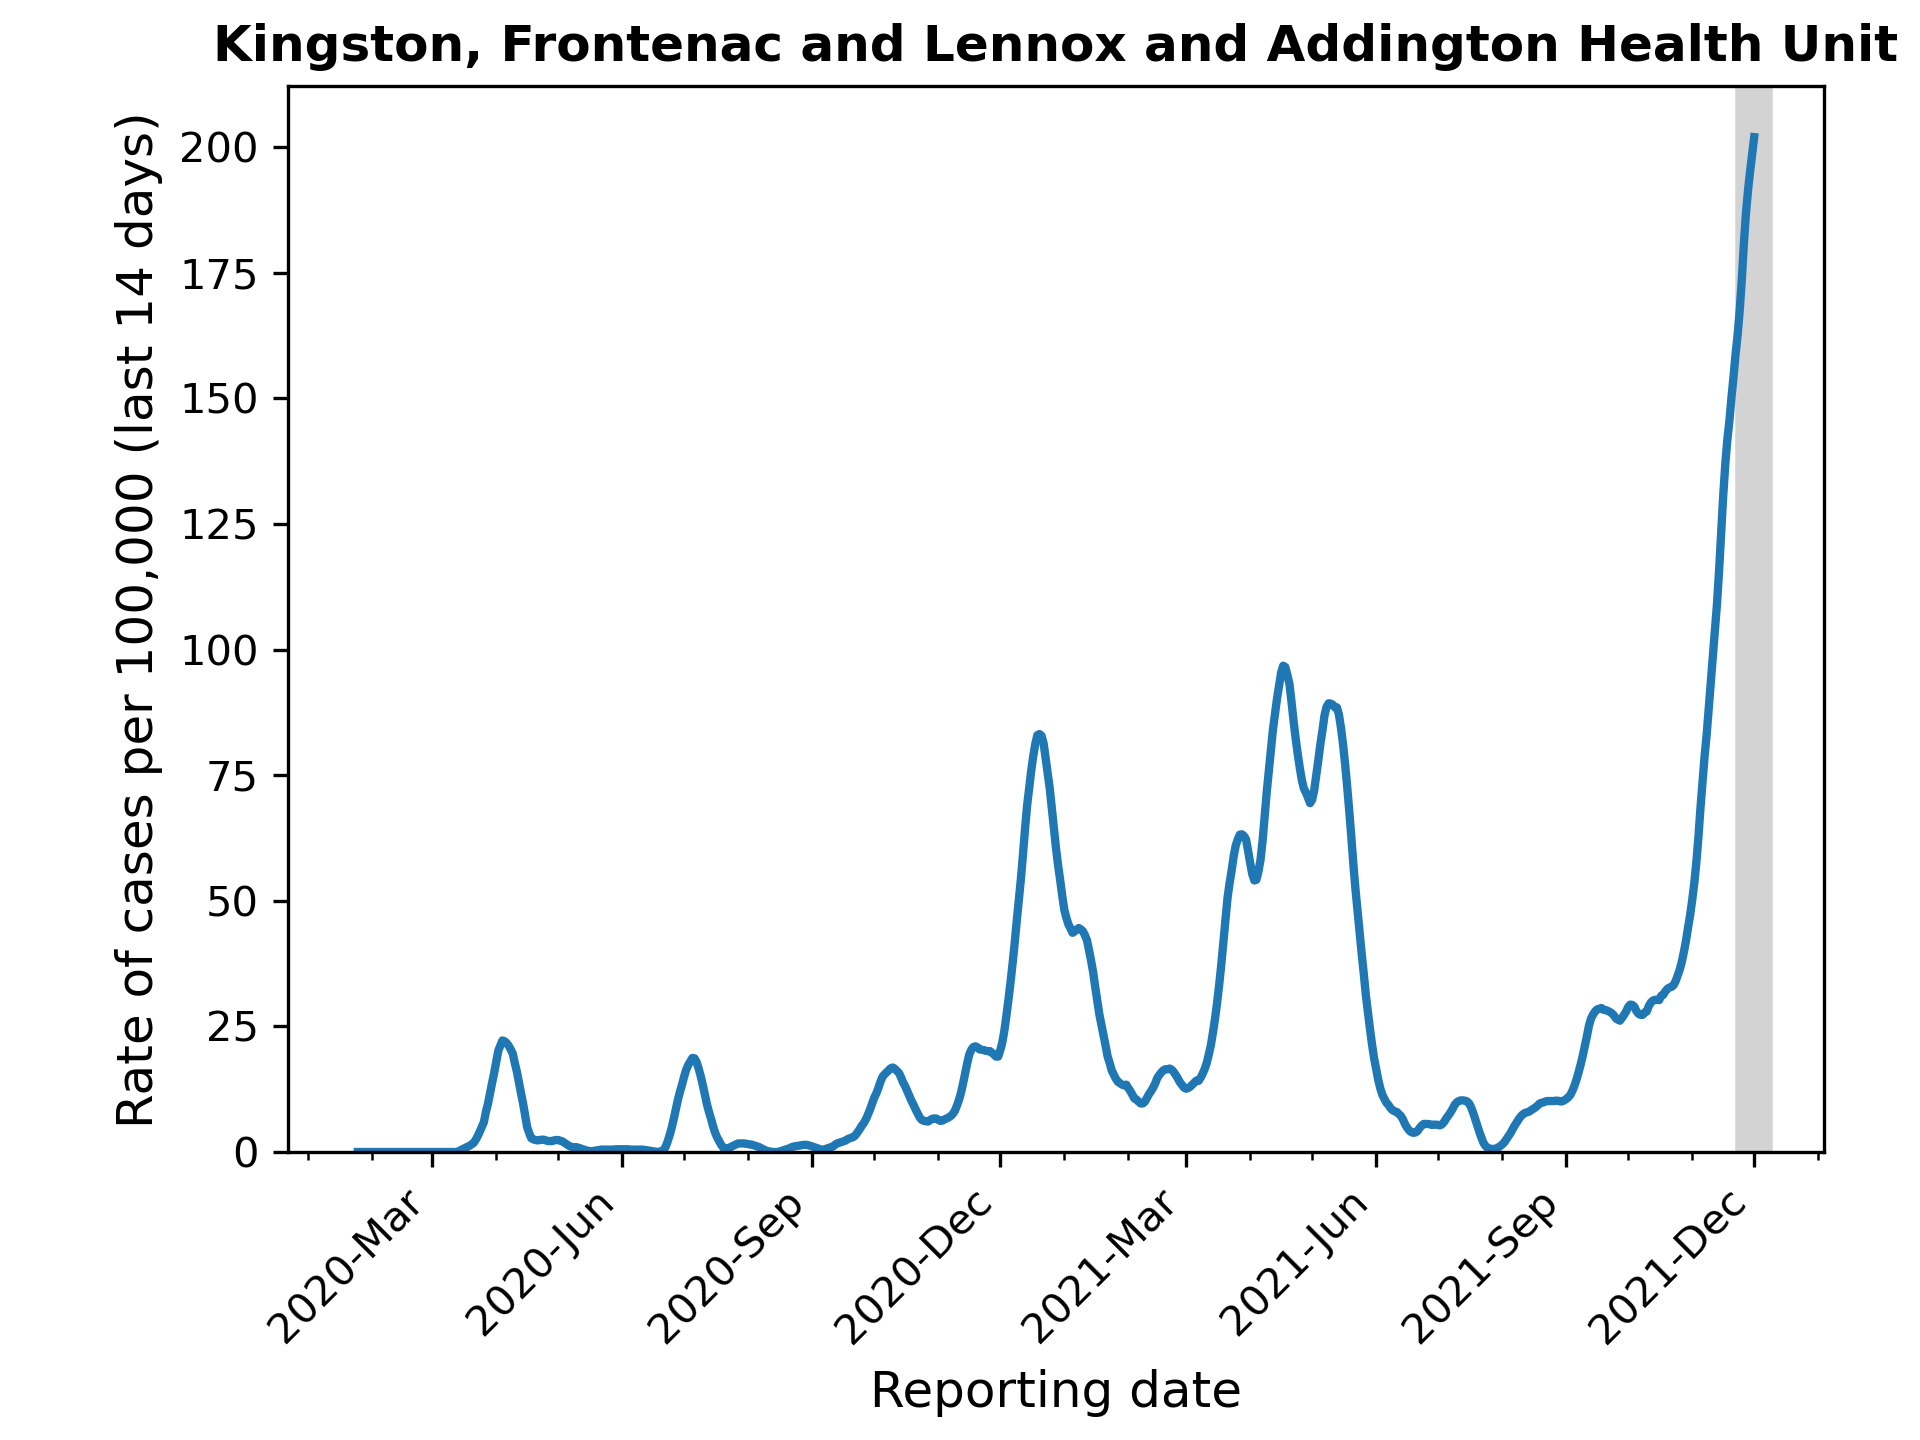 Kingston, Frontenac and Lennox and Addington Health Unit
Rate of cases per 100,000 (last 14 days)
200
175
150
125
100
75
50
25
0
2020-Mar
2020-Jun
2020-Sep
2020-Dec
2021-Mar
2021-Jun
2021-Sep
2021-Dec
Reporting date